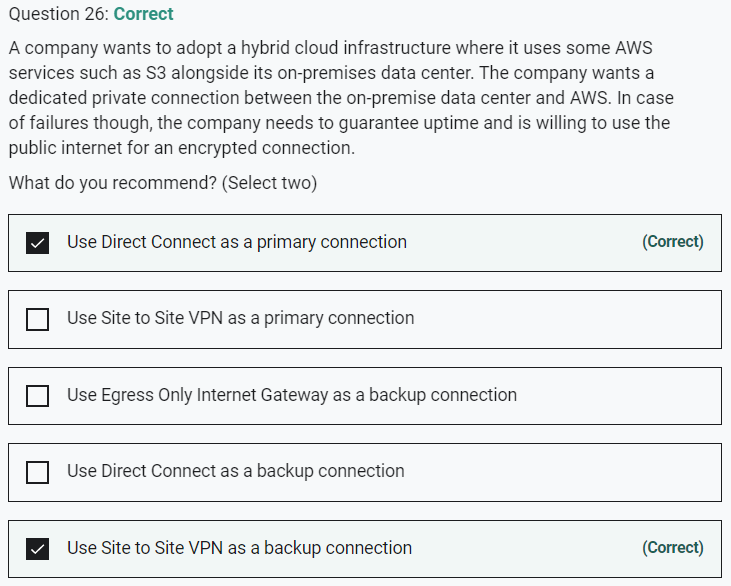 Question 26: Correct
A company wants to adopt a hybrid cloud infrastructure where it uses some AWS
services such as S3 alongside its on-premises data center. The company wants a
dedicated private connection between the on-premise data center and AWS. In case
of failures though, the company needs to guarantee uptime and is willing to use the
public internet for an encrypted connection.
What do you recommend? (Select two)
Use Direct Connect as a primary connection (Correct)
Use Site to Site VPN as a primary connection
Use Egress Only Internet Gateway as a backup connection
Use Direct Connect as a backup connection
Use Site to Site VPN as a backup connection (Correct)